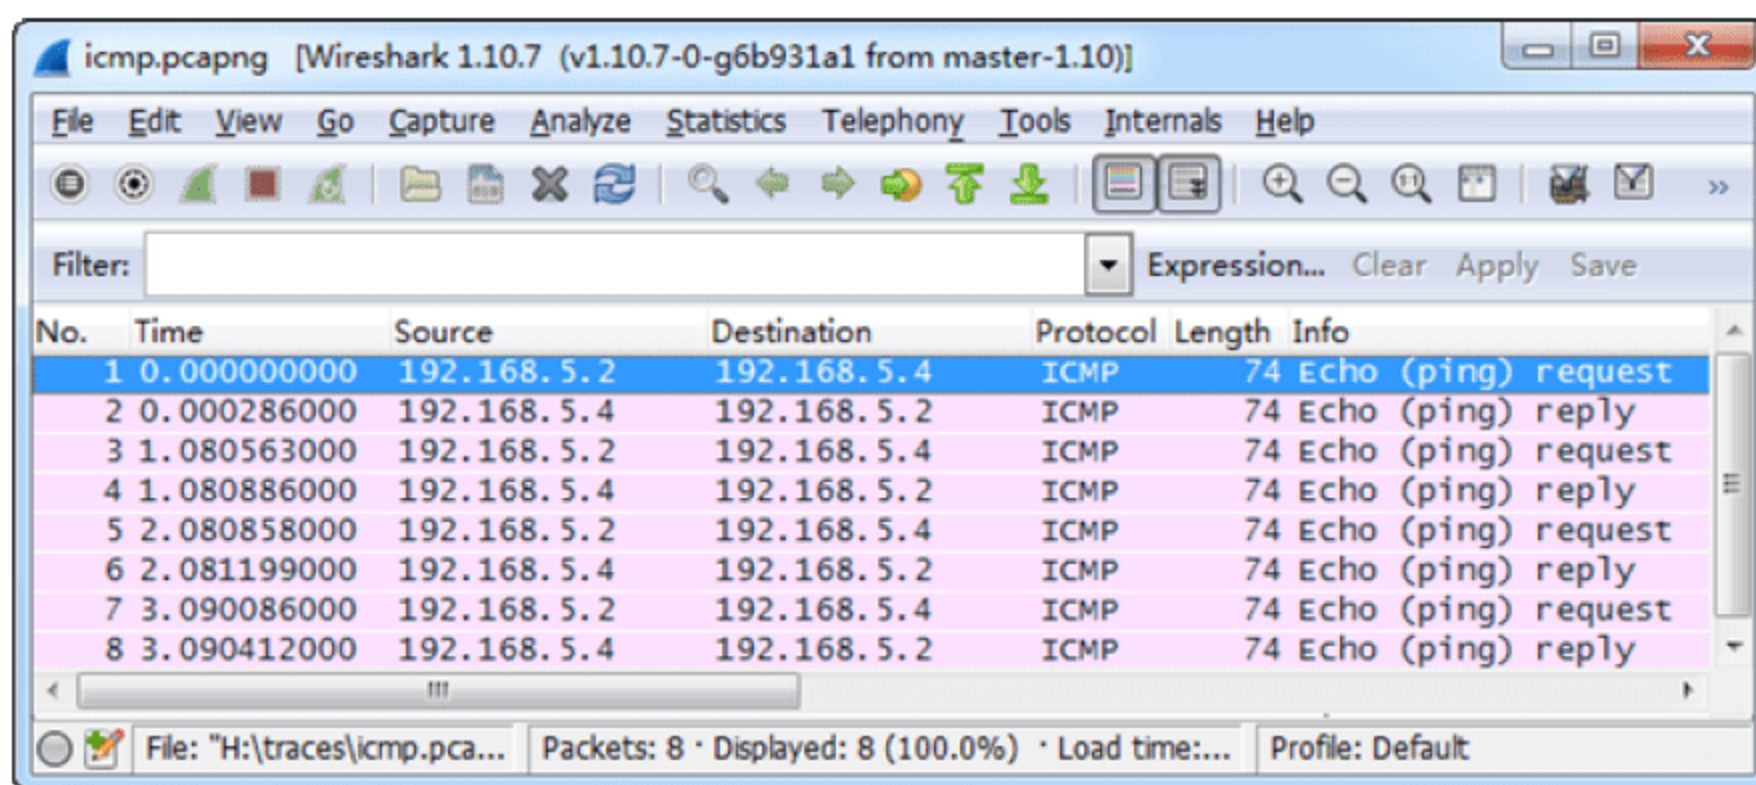 icmp.pcapng [Wireshark 1.10.7 (v1.10.7-0-g6b931a1 from master-1.10)]
File Edit View Go Capture Analyze Statistics Telephony Tools Internals Help
Filter: Expression... Clear Apply Save
No. Time Source Destination Protocol Length Info
1 0.000000000 192.168.5.2 192.168.5.4 ICMP 74 Echo (ping) request
2 0.000286000 192.168.5.4 192.168.5.2 ICMP 74 Echo (ping) reply
3 1.080563000 192.168.5.2 192.168.5.4 ICMP 74 Echo (ping) request
4 1.080886000 192.168.5.4 192.168.5.2 ICMP 74 Echo (ping) reply
5 2.080858000 192.168.5.2 192.168.5.4 ICMP 74 Echo (ping) request
6 2.081199000 192.168.5.4 192.168.5.2 ICMP 74 Echo (ping) reply
7 3.090086000 192.168.5.2 192.168.5.4 ICMP 74 Echo (ping) request
8 3.090412000 192.168.5.4 192.168.5.2 ICMP 74 Echo (ping) reply
File: "H:\traces\icmp.pca... Packets: 8 · Displayed: 8 (100.0%) · Load time:... Profile: Default